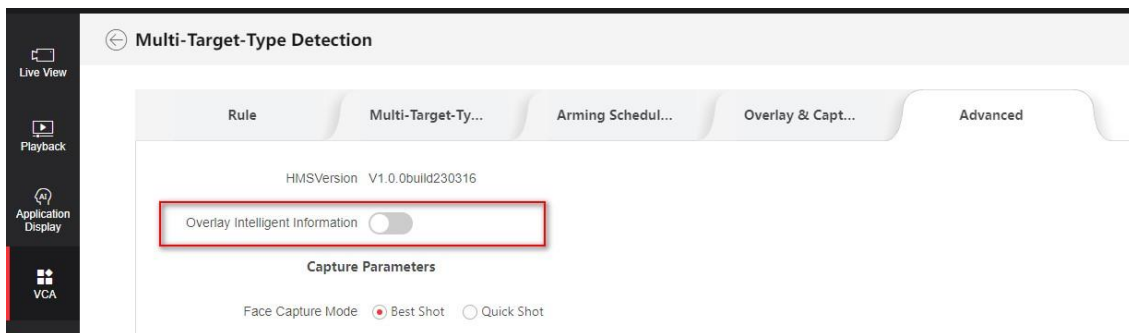 Multi-Target-Type Detection
Live View
Rule
Multi-Target-Ty...
Arming Schedul...
Overlay & Capt...
Advanced
Playback
HMSVersion V1.0.0build230316
AI
Application
Display
Overlay Intelligent Information
Capture Parameters
VCA
Face Capture Mode Best Shot Quick Shot